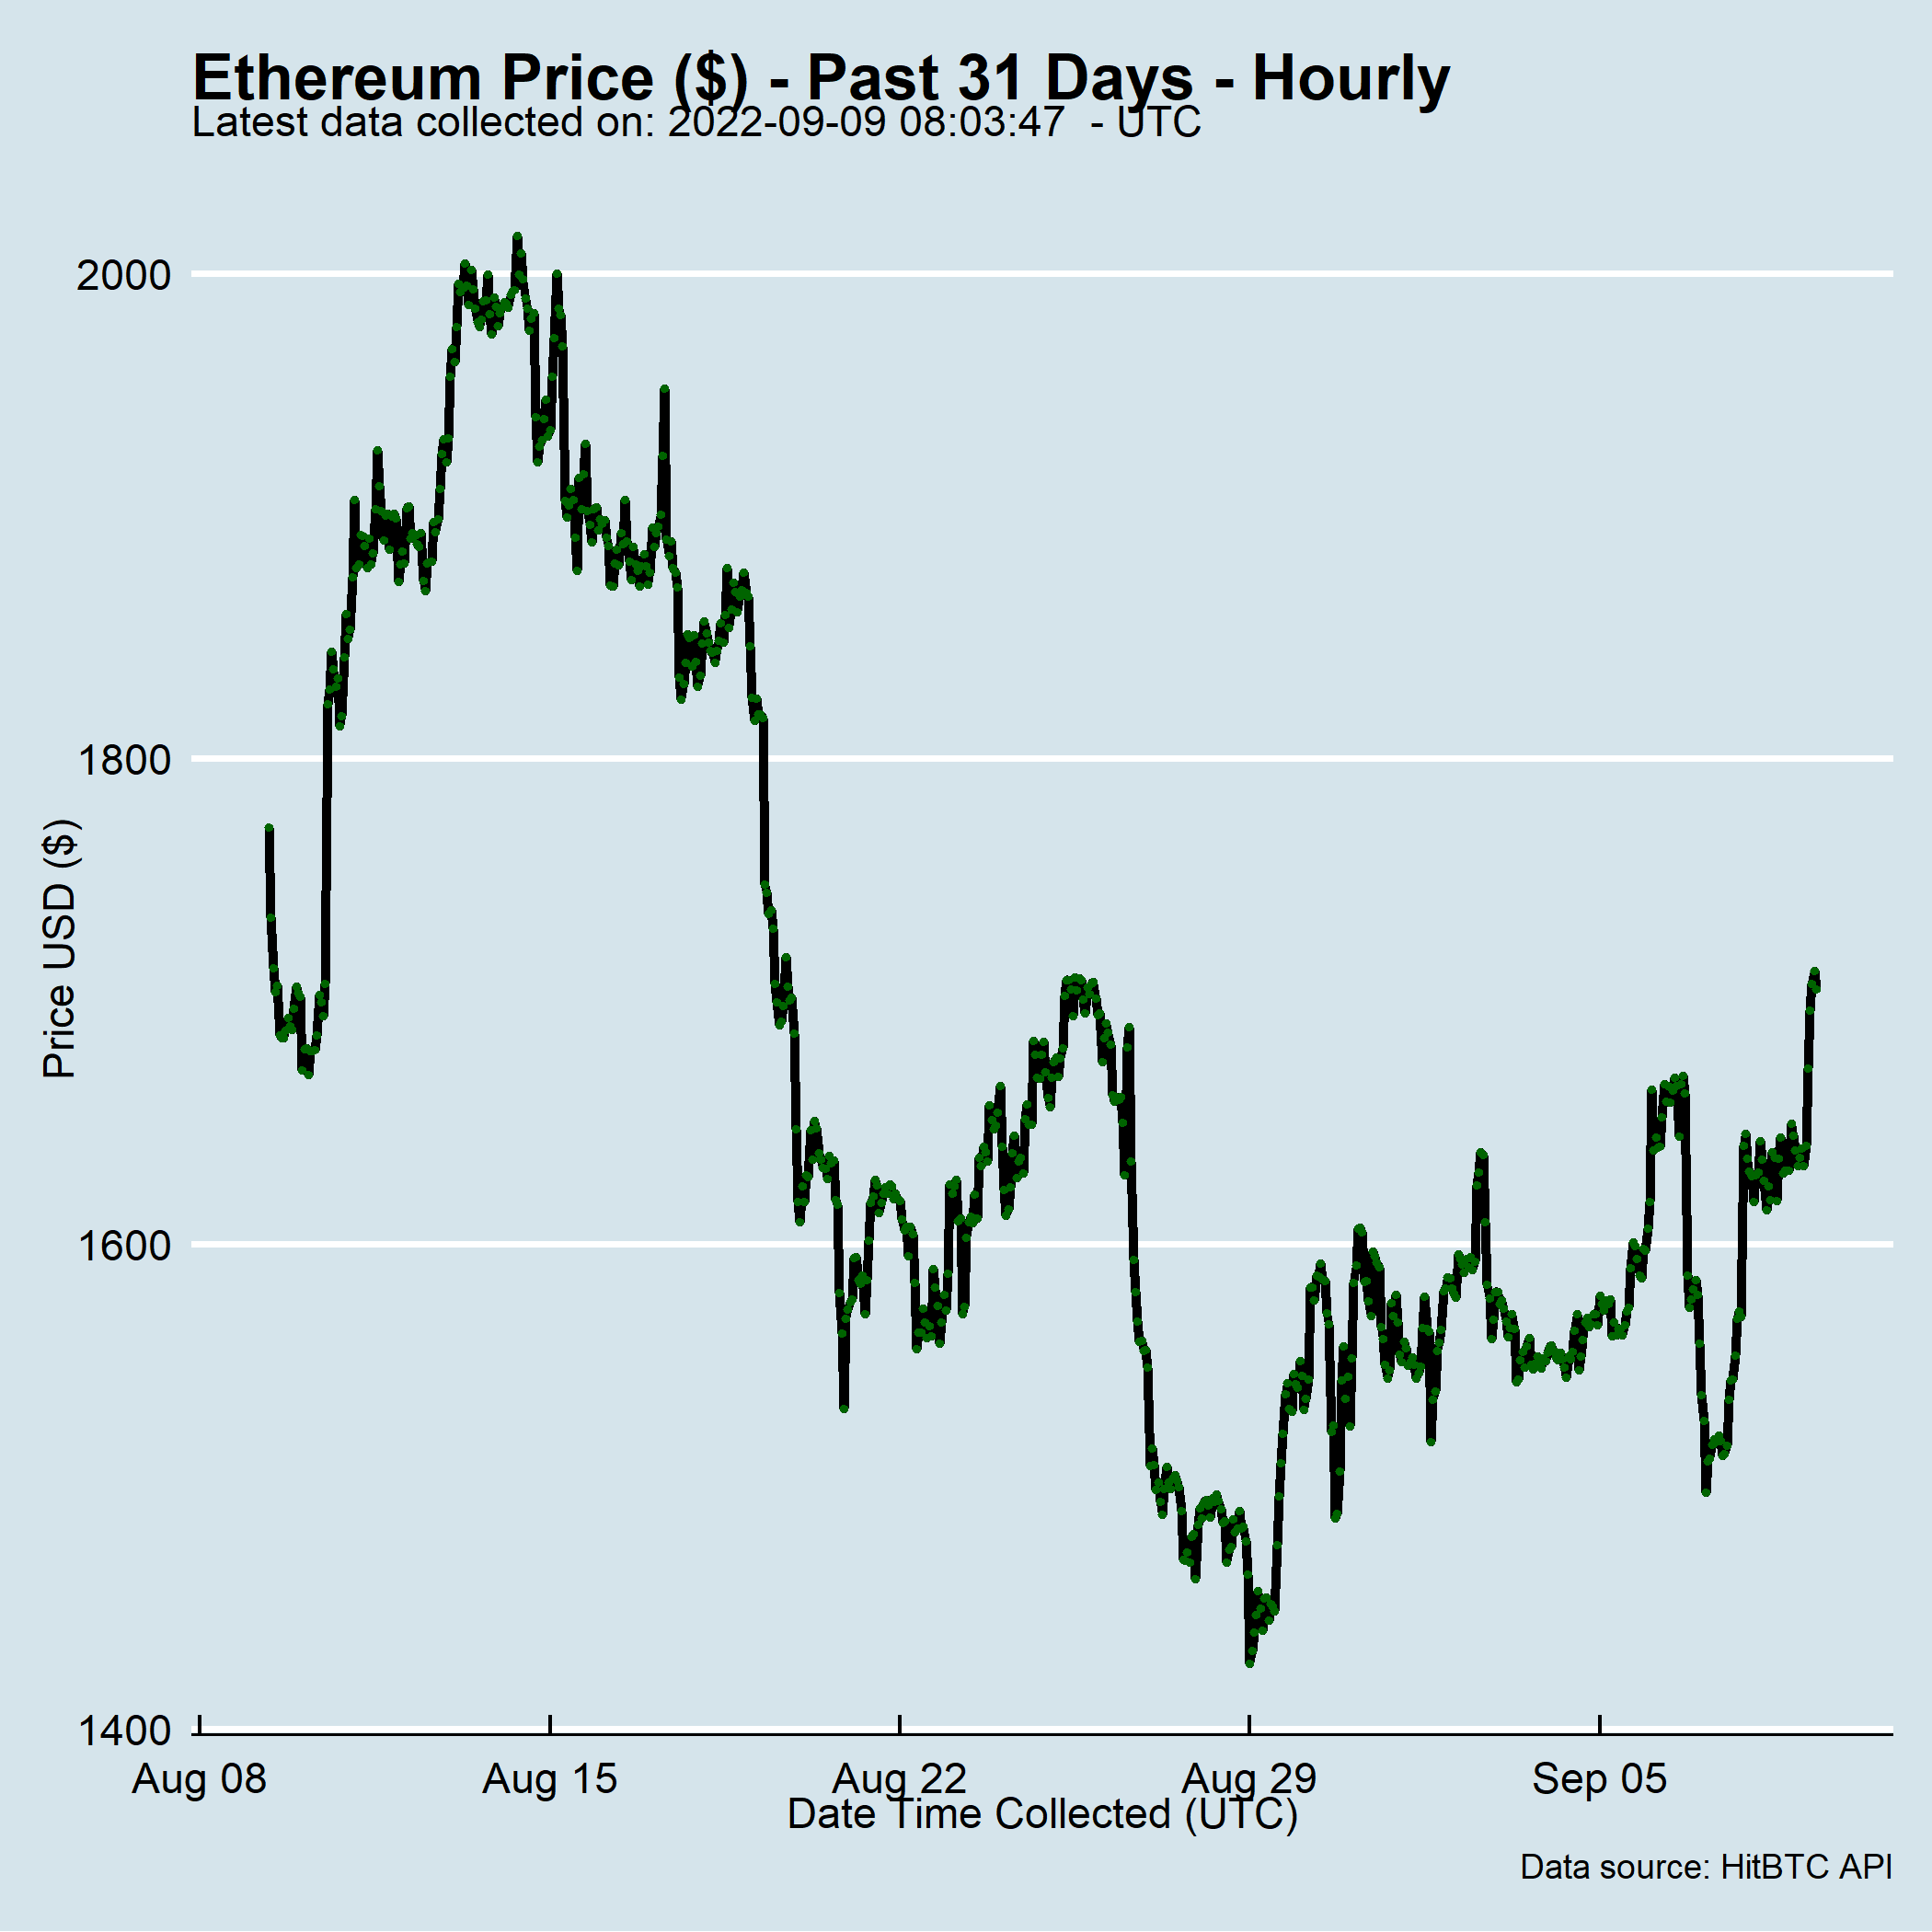 Ethereum Price ($) - Past 31 Days - Hourly
Latest data collected on: 2022-09-09 08:03:47  - UTC
2000
1800
1600
1400
Price USD ($)
Aug 08 Aug 15 Aug 22 Aug 29 Sep 05
Date Time Collected (UTC)
Data source: HitBTC API